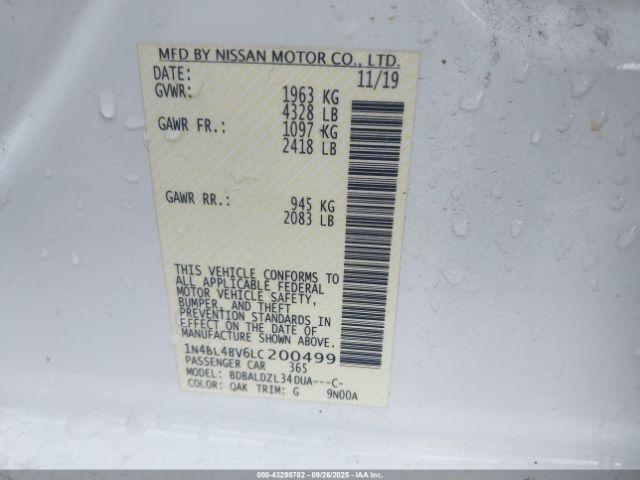 MFD BY NISSAN MOTOR CO., LTD.
DATE: 11/19
GVWR: 1963 KG
4328 LB
GAWR FR.: 1097 KG
2418 LB
GAWR RR.: 945 KG
2083 LB
THIS VEHICLE CONFORMS TO
ALL APPLICABLE FEDERAL
MOTOR VEHICLE SAFETY,
BUMPER, AND THEFT
PREVENTION STANDARDS IN
EFFECT ON THE DATE OF
MANUFACTURE SHOWN ABOVE.
1N4BL4BV6LC200499
PASSENGER CAR 365
MODEL: BDBALDZL34DUA---C-
COLOR: QAK TRIM: G 9N00A
000-43298782 - 09/26/2025 - IAAHOLDINGS, LLC.